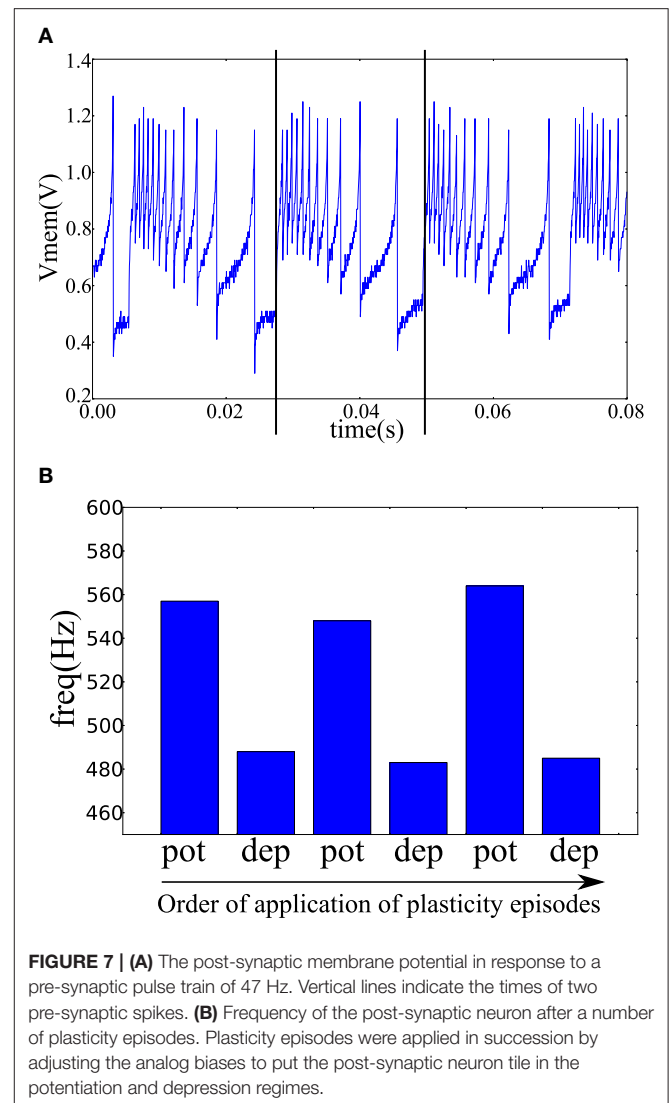 A
1.4
1.2
1.0
0.8
0.6
0.4
0.2
Vmem(V)
0.00 0.02 0.04 0.06 0.08
time(s)
B
600
580
560
540
520
500
480
460
freq(Hz)
pot dep pot dep pot dep
Order of application of plasticity episodes
FIGURE 7 | (A) The post-synaptic membrane potential in response to a
pre-synaptic pulse train of 47 Hz. Vertical lines indicate the times of two
pre-synaptic spikes. (B) Frequency of the post-synaptic neuron after a number
of plasticity episodes. Plasticity episodes were applied in succession by
adjusting the analog biases to put the post-synaptic neuron tile in the
potentiation and depression regimes.